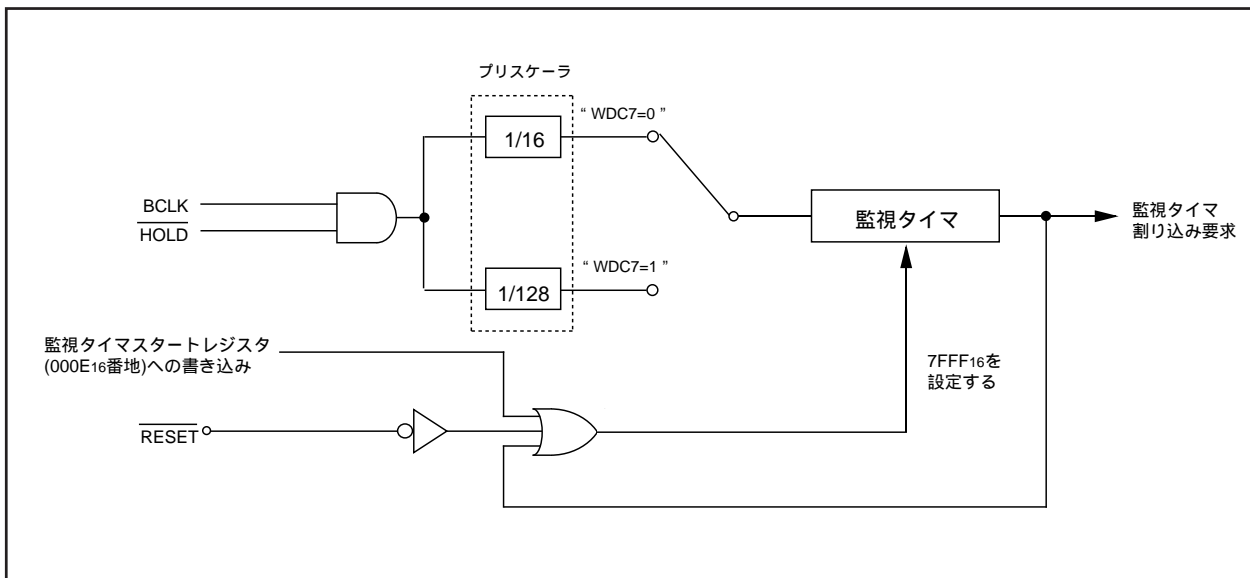 プリスケーラ
“ WDC7=0 ”
1/16
BCLK
HOLD
監視タイマ
監視タイマ
割り込み要求
“ WDC7=1 ”
1/128
監視タイマスタートレジスタ
(000E16番地)への書き込み
7FFF16を
設定する
RESET